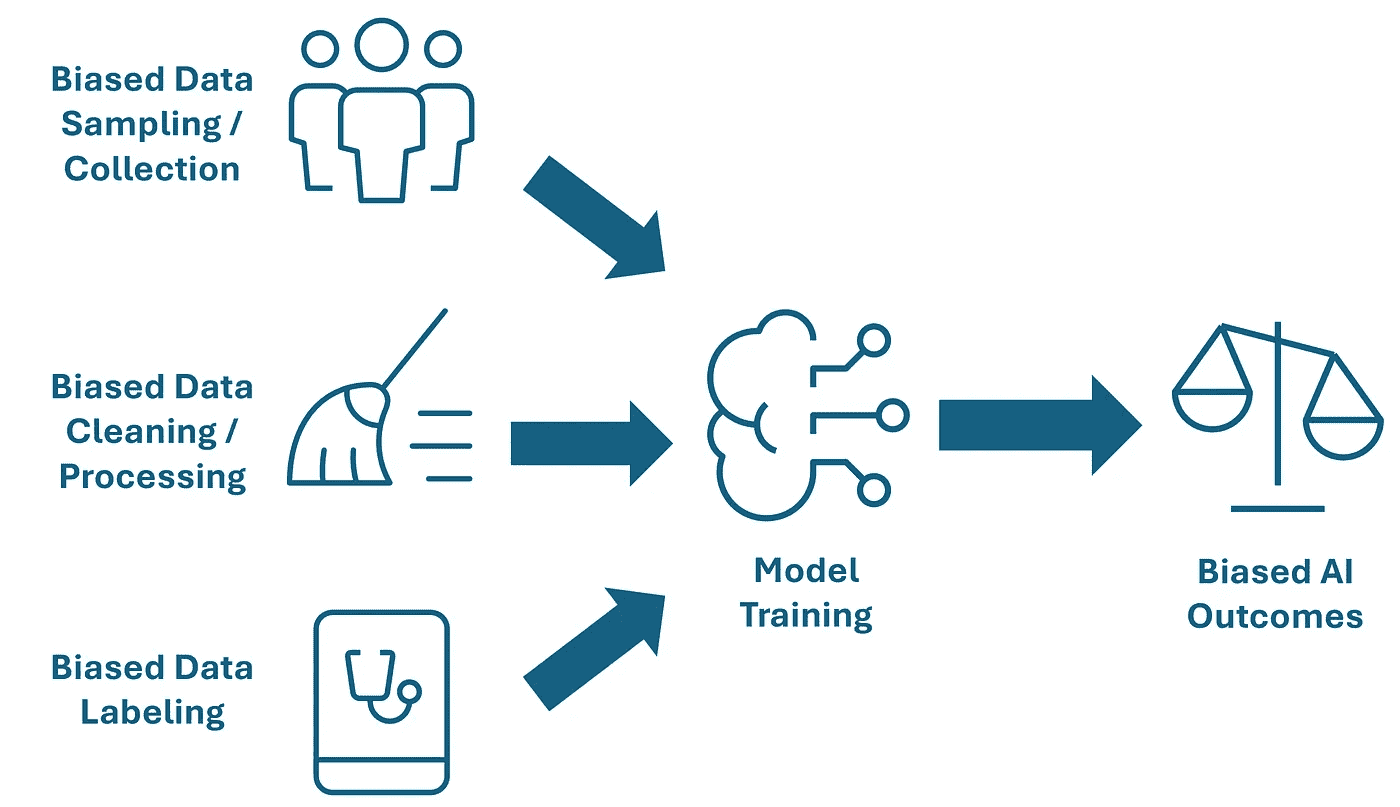 Biased Data
Sampling /
Collection
Biased Data
Cleaning /
Processing
Biased Data
Labeling
Model
Training
Biased AI
Outcomes